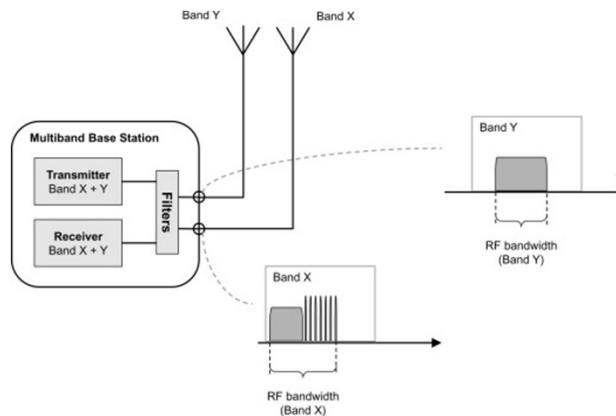 Band Y
Band X
Multiband Base Station
Transmitter
Band X + Y
Filters
Receiver
Band X + Y
Band Y
RF bandwidth
(Band Y)
Band X
RF bandwidth
(Band X)